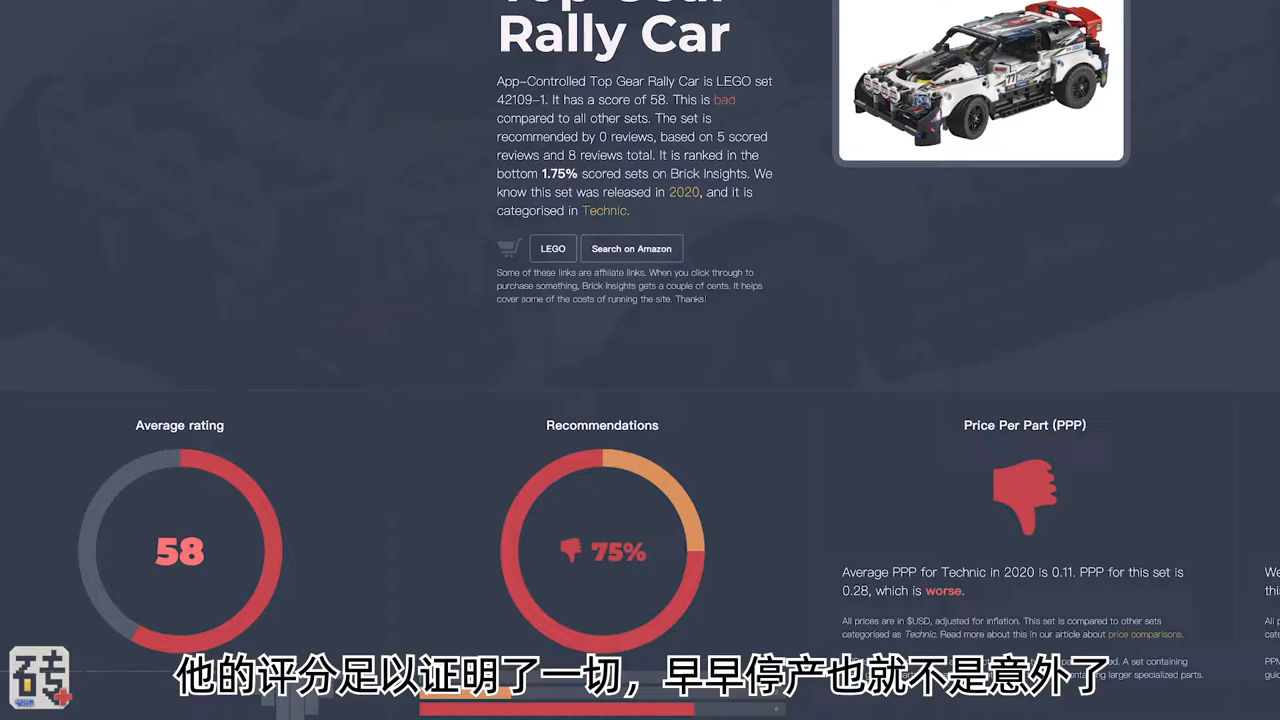 Top Gear
Rally Car
App-Controlled Top Gear Rally Car is LEGO set
42109-1. It has a score of 58. This is bad
compared to all other sets. The set is
recommended by 0 reviews, based on 5 scored
reviews and 8 reviews total. It is ranked in the
bottom 1.75% scored sets on Brick Insights. We
know this set was released in 2020, and it is
categorised in Technic.
LEGO
Search on Amazon
Some of these links are affiliate links. When you click through to
purchase something, Brick Insights gets a couple of cents. It helps
cover some of the costs of running the site. Thanks!
Average rating
58
Recommendations
75%
Price Per Part (PPP)
Average PPP for Technic in 2020 is 0.11. PPP for this set is
0.28, which is worse.
All prices are in $USD, adjusted for inflation. This set is compared to other sets
categorised as Technic. Read more about this in our article about price comparisons.
他的评分足以证明了一切，早早停产也就不是意外了